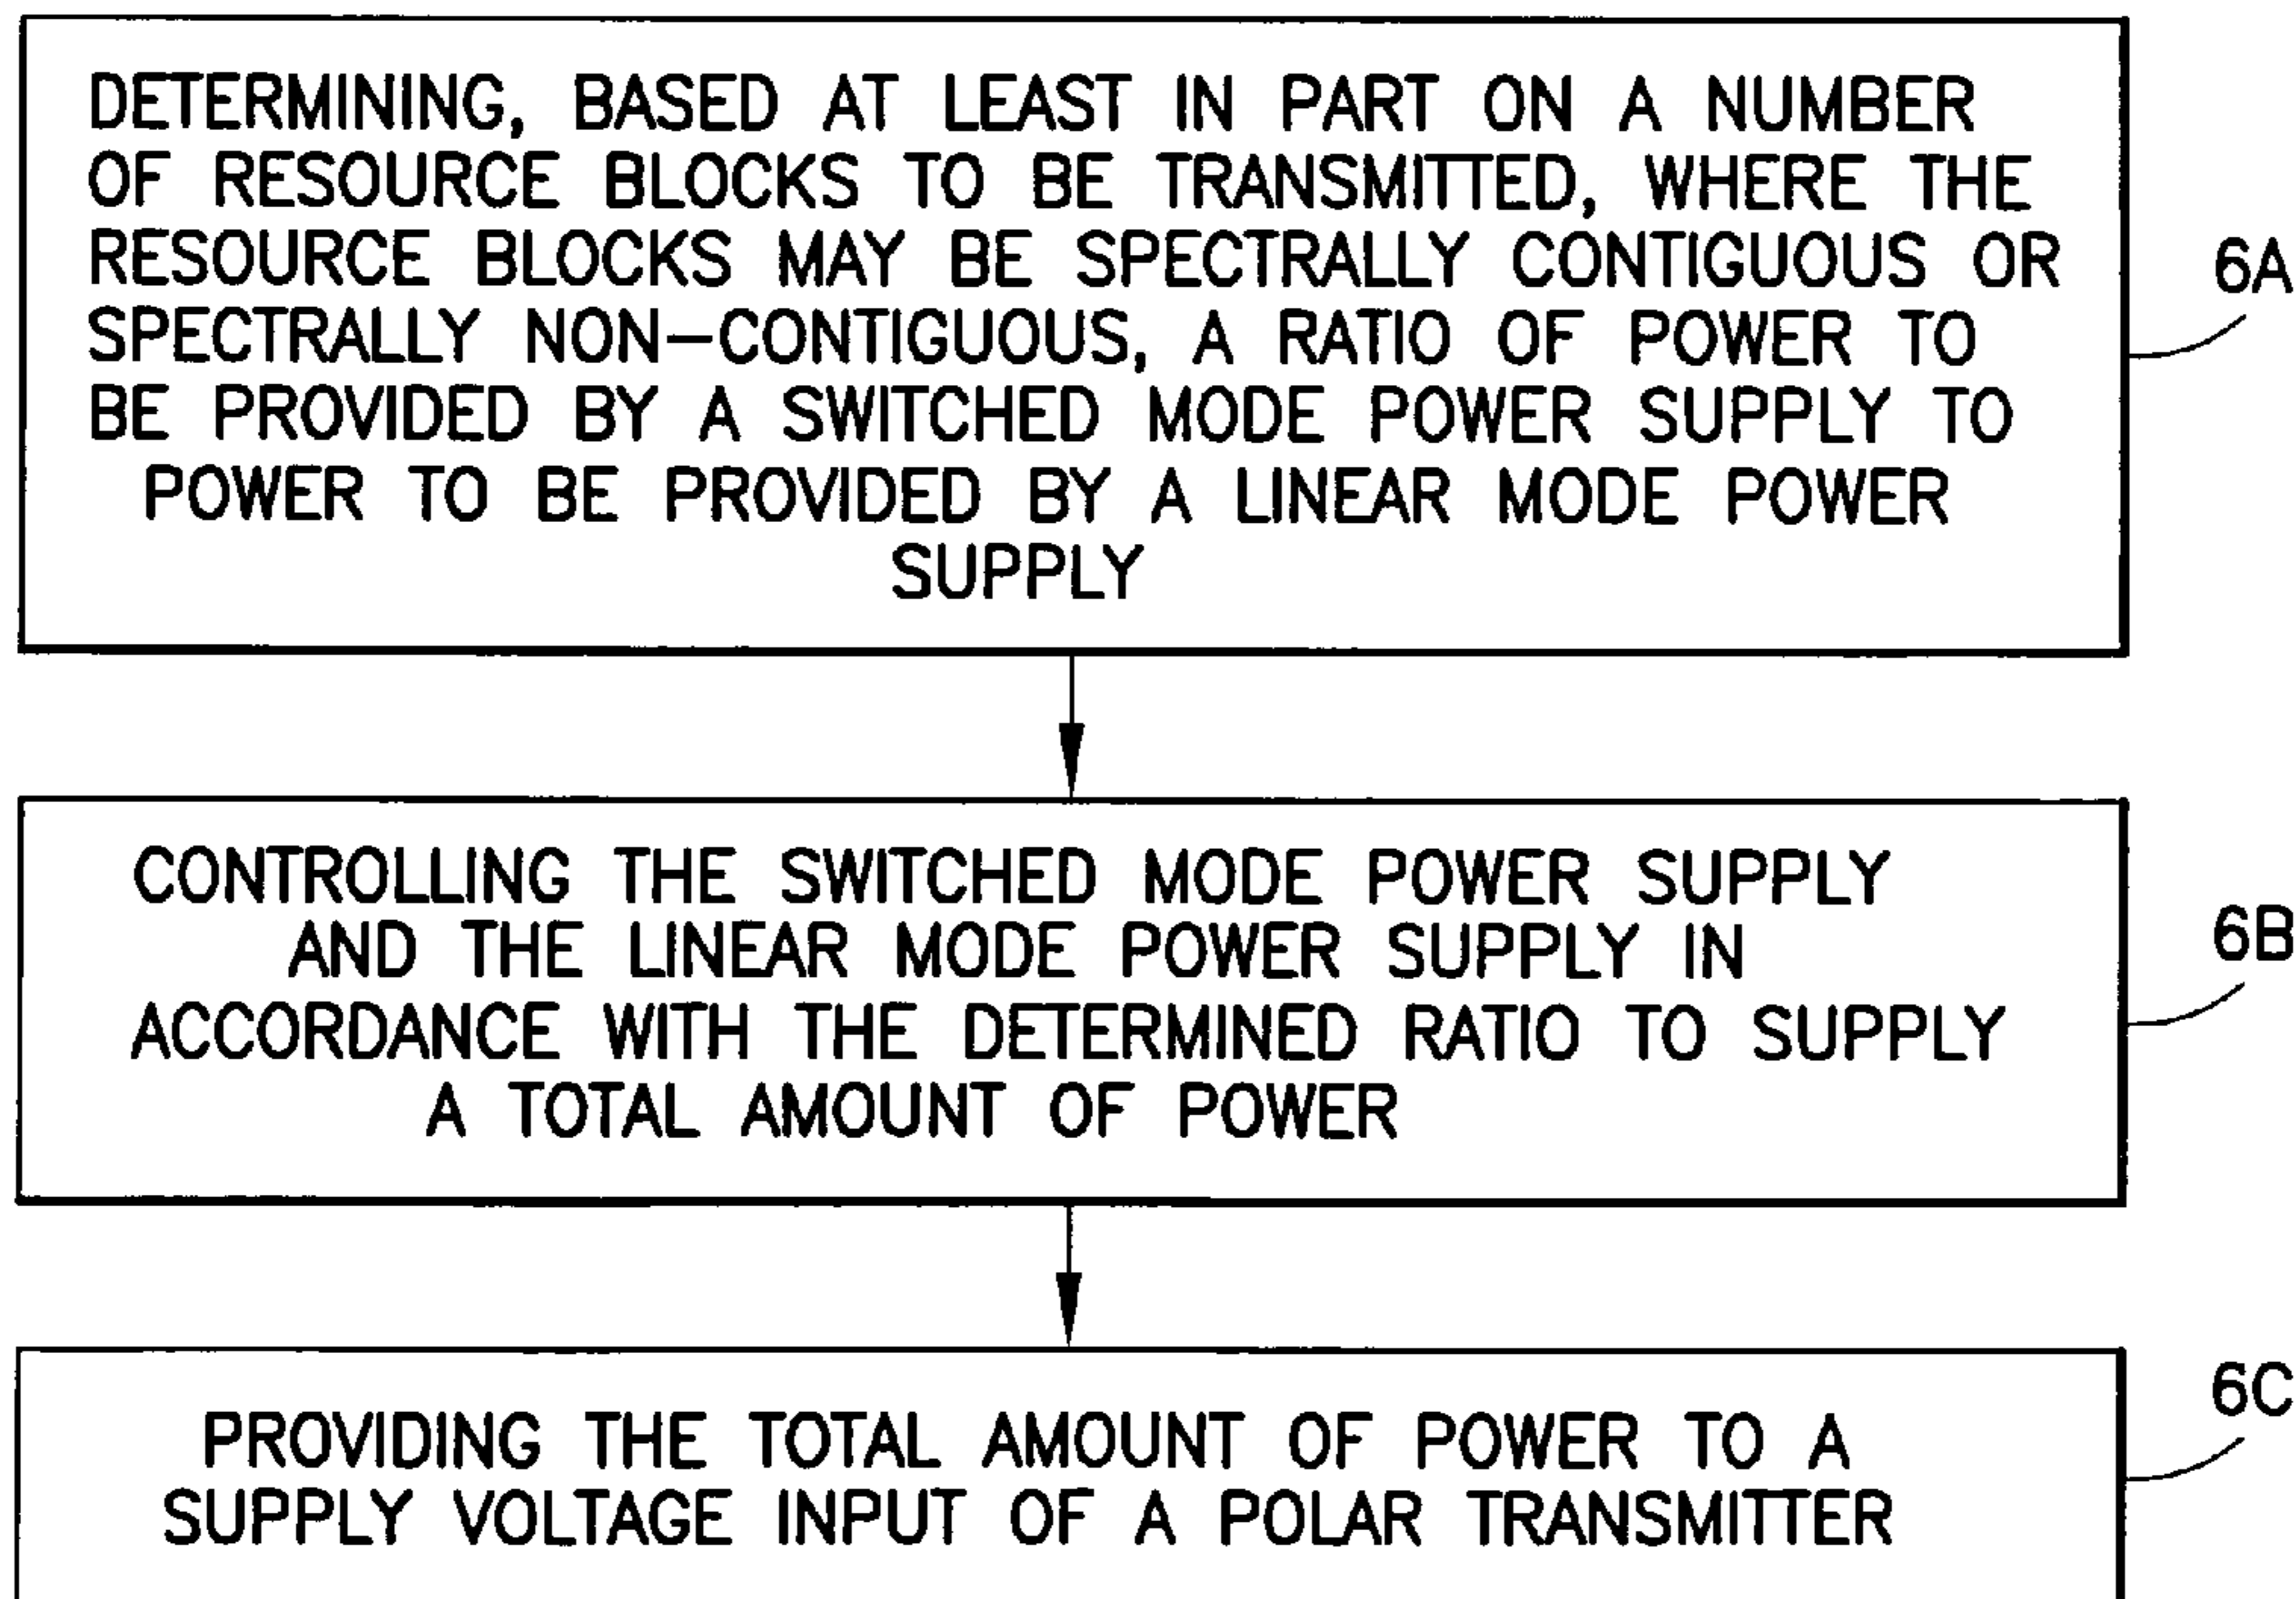 DETERMINING, BASED AT LEAST IN PART ON A NUMBER
OF RESOURCE BLOCKS TO BE TRANSMITTED, WHERE THE
RESOURCE BLOCKS MAY BE SPECTRALLY CONTIGUOUS OR
SPECTRALLY NON-CONTIGUOUS, A RATIO OF POWER TO
BE PROVIDED BY A SWITCHED MODE POWER SUPPLY TO
POWER TO BE PROVIDED BY A LINEAR MODE POWER
SUPPLY
6A
CONTROLLING THE SWITCHED MODE POWER SUPPLY
AND THE LINEAR MODE POWER SUPPLY IN
ACCORDANCE WITH THE DETERMINED RATIO TO SUPPLY
A TOTAL AMOUNT OF POWER
6B
PROVIDING THE TOTAL AMOUNT OF POWER TO A
SUPPLY VOLTAGE INPUT OF A POLAR TRANSMITTER
6C